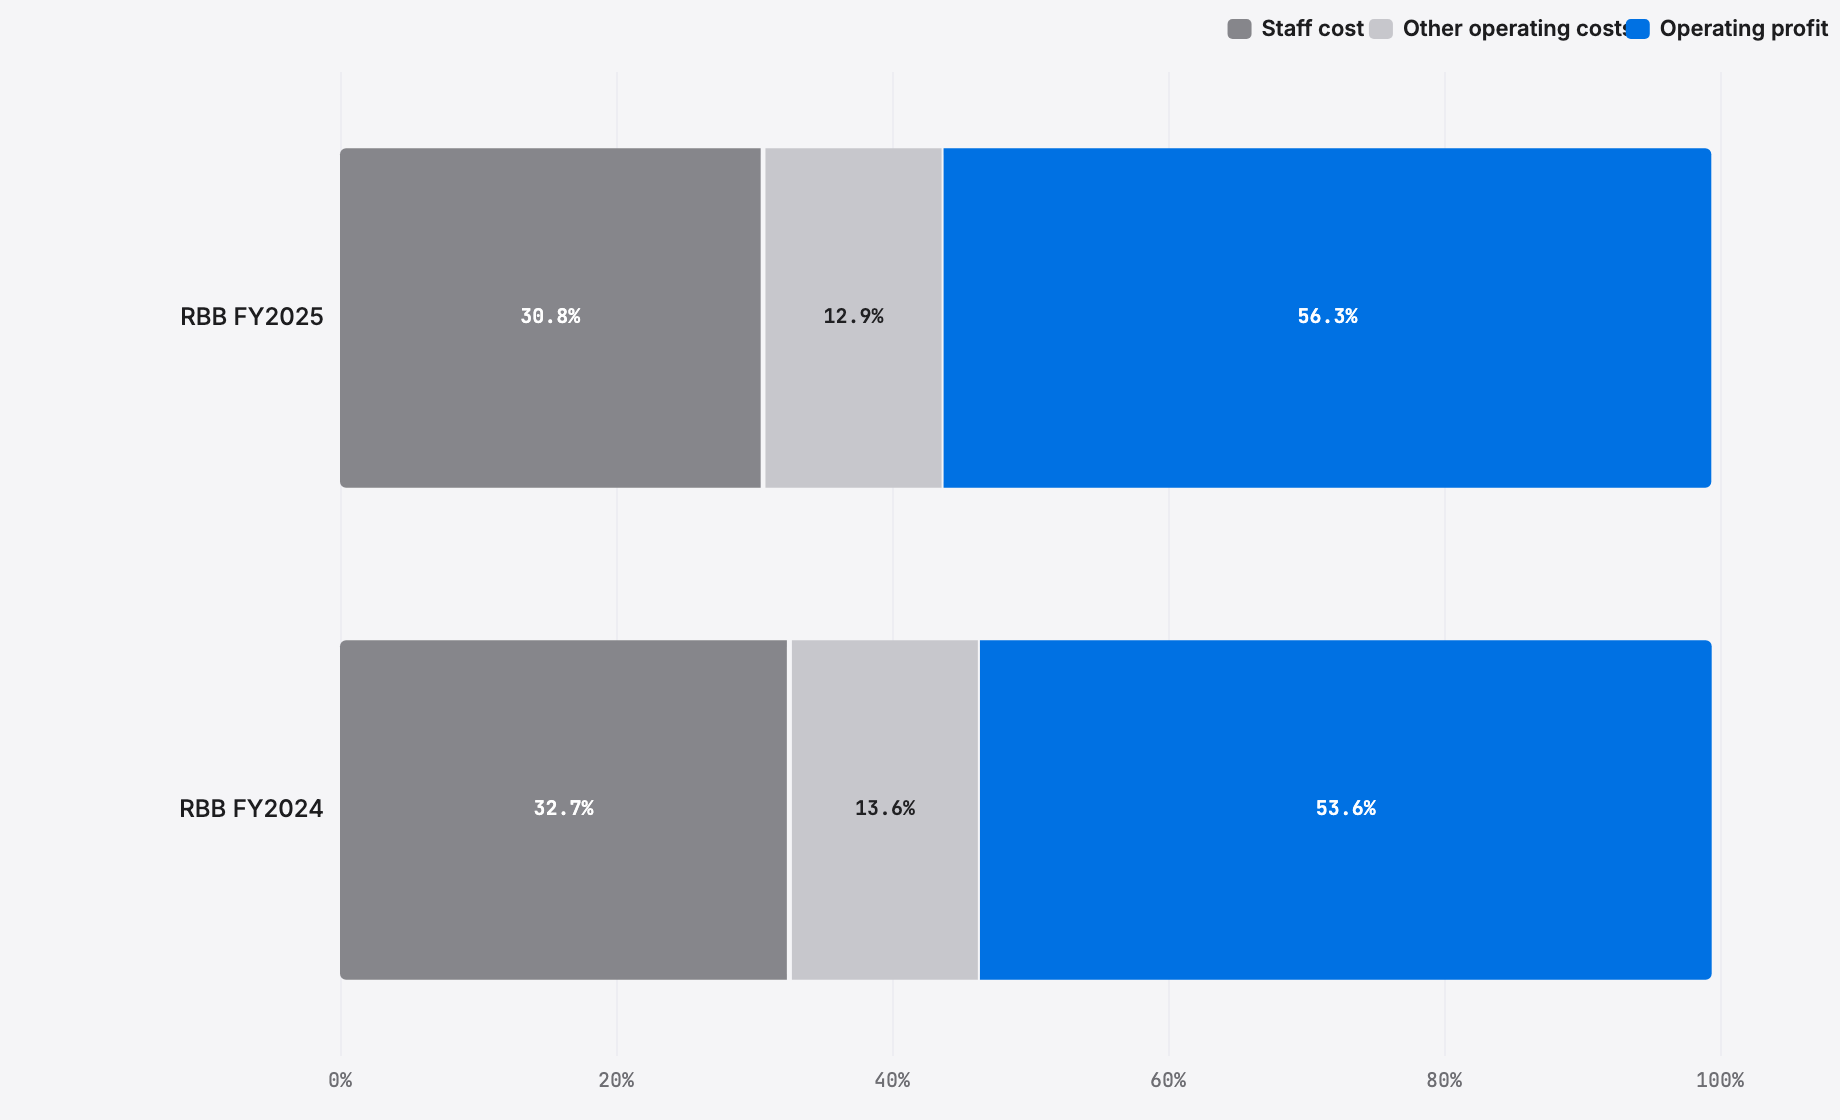 Staff cost Other operating costs Operating profit
RBB FY2025 30.8% 12.9% 56.3%
RBB FY2024 32.7% 13.6% 53.6%
0% 20% 40% 60% 80% 100%